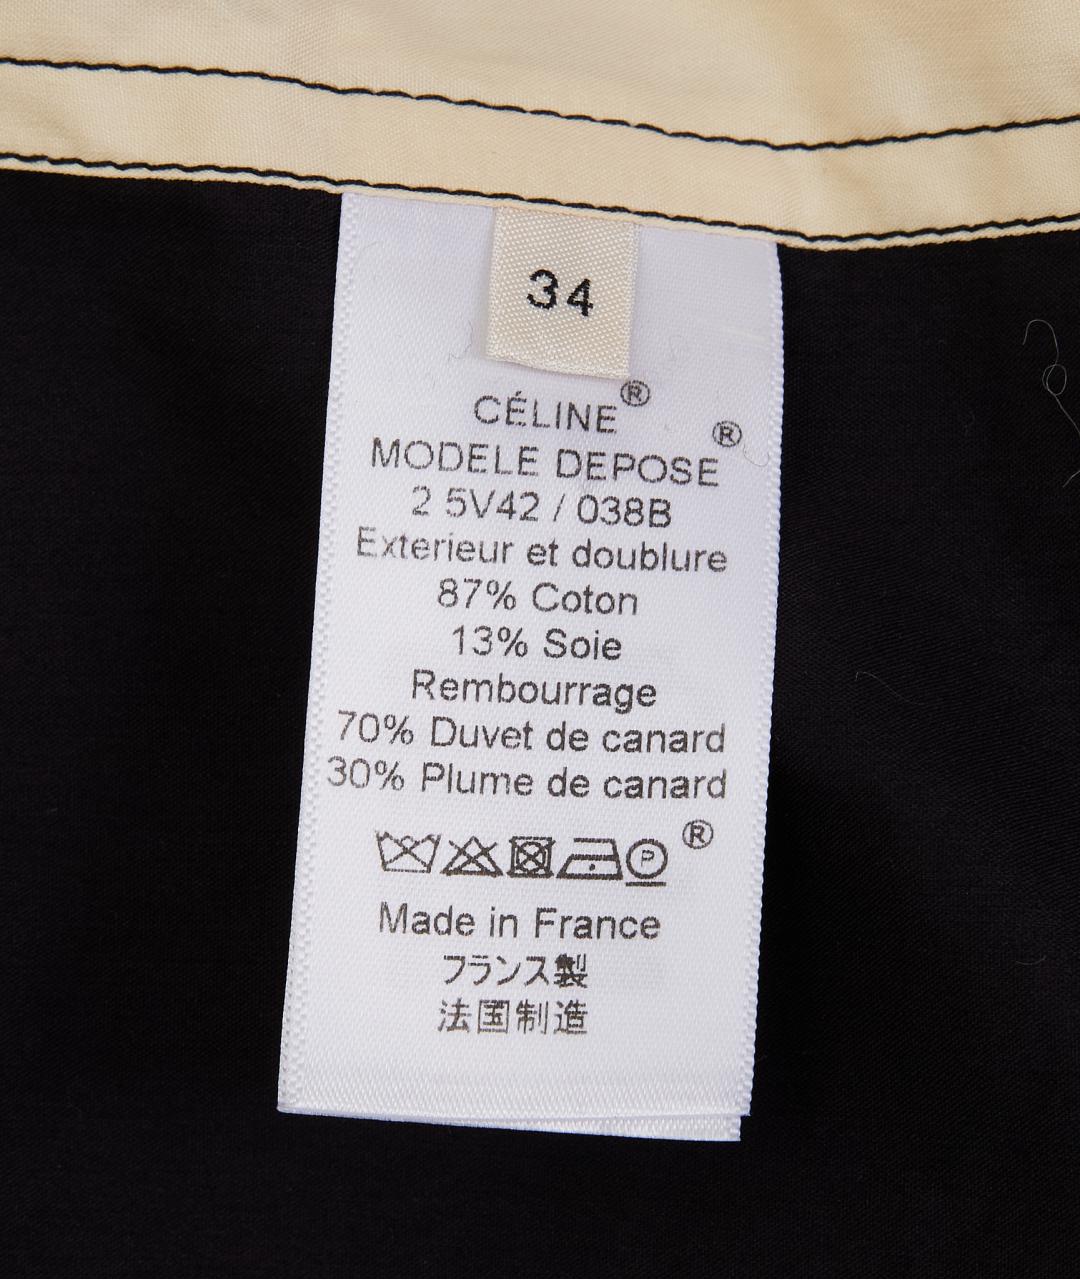 34
CÉLINE®
MODELE DEPOSE®
2 5V42 / 038B
Exterieur et doublure
87% Coton
13% Soie
Rembourrage
70% Duvet de canard
30% Plume de canard
P ®
Made in France
フランス製
法国制造